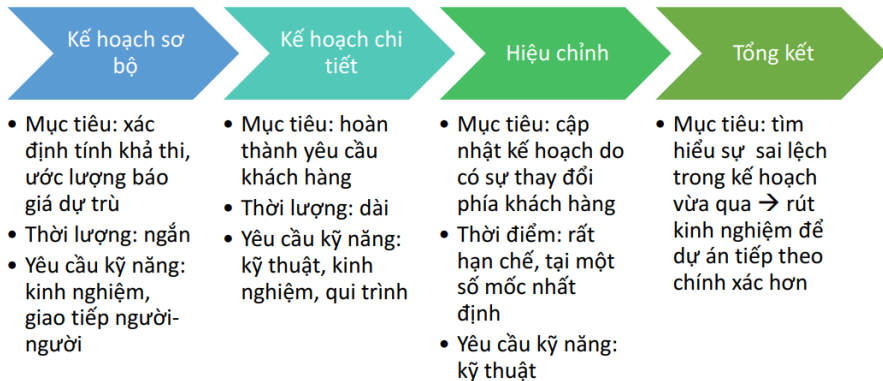 Kế hoạch sơ
bộ
• Mục tiêu: xác
định tính khả thi,
ước lượng báo
giá dự trù
• Thời lượng: ngắn
• Yêu cầu kỹ năng:
kinh nghiệm,
giao tiếp người-
người
Kế hoạch chi
tiết
• Mục tiêu: hoàn
thành yêu cầu
khách hàng
• Thời lượng: dài
• Yêu cầu kỹ năng:
kỹ thuật, kinh
nghiệm, qui trình
Hiệu chỉnh
• Mục tiêu: cập
nhật kế hoạch do
có sự thay đổi
phía khách hàng
• Thời điểm: rất
hạn chế, tại một
số mốc nhất
định
• Yêu cầu kỹ năng:
kỹ thuật
Tổng kết
• Mục tiêu: tìm
hiểu sự sai lệch
trong kế hoạch
vừa qua → rút
kinh nghiệm để
dự án tiếp theo
chính xác hơn